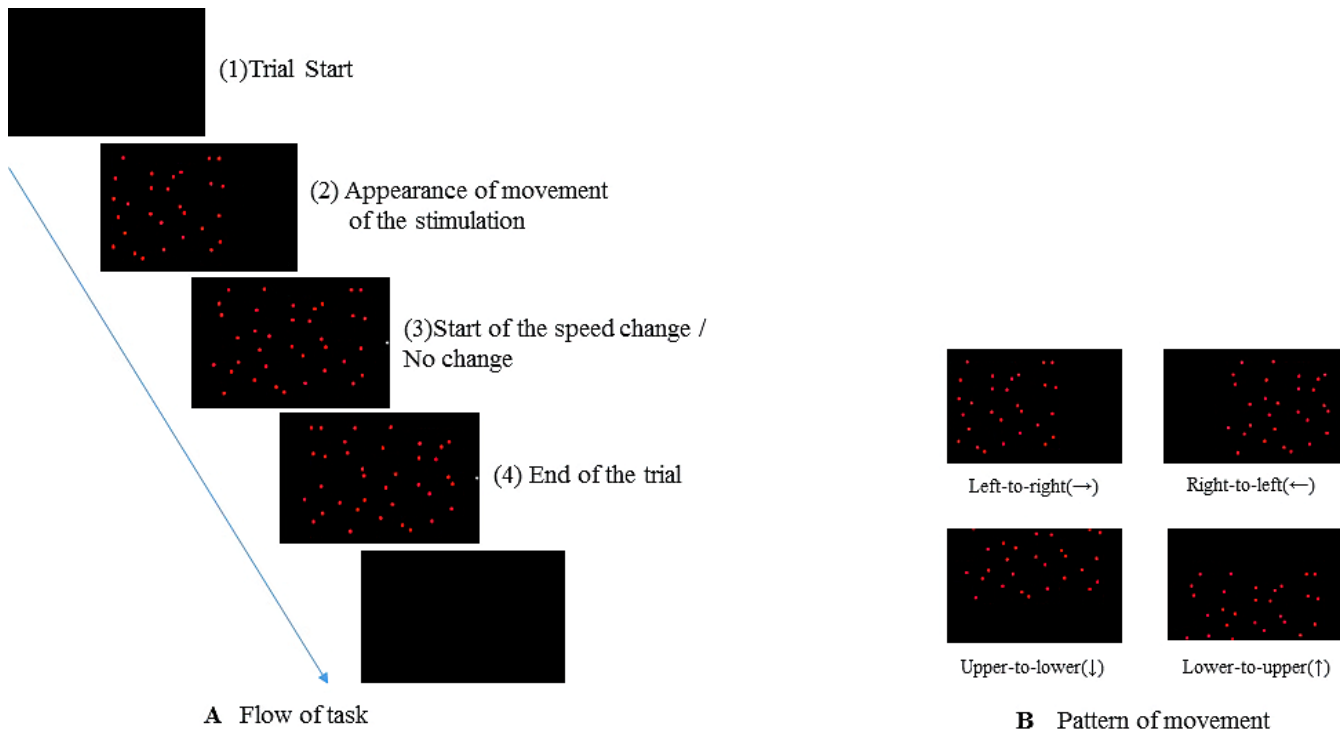 (1)Trial Start
(2) Appearance of movement
of the stimulation
(3)Start of the speed change /
No change
(4) End of the trial
A Flow of task
Left-to-right(→)
Right-to-left(←)
Upper-to-lower(↓)
Lower-to-upper(↑)
B Pattern of movement